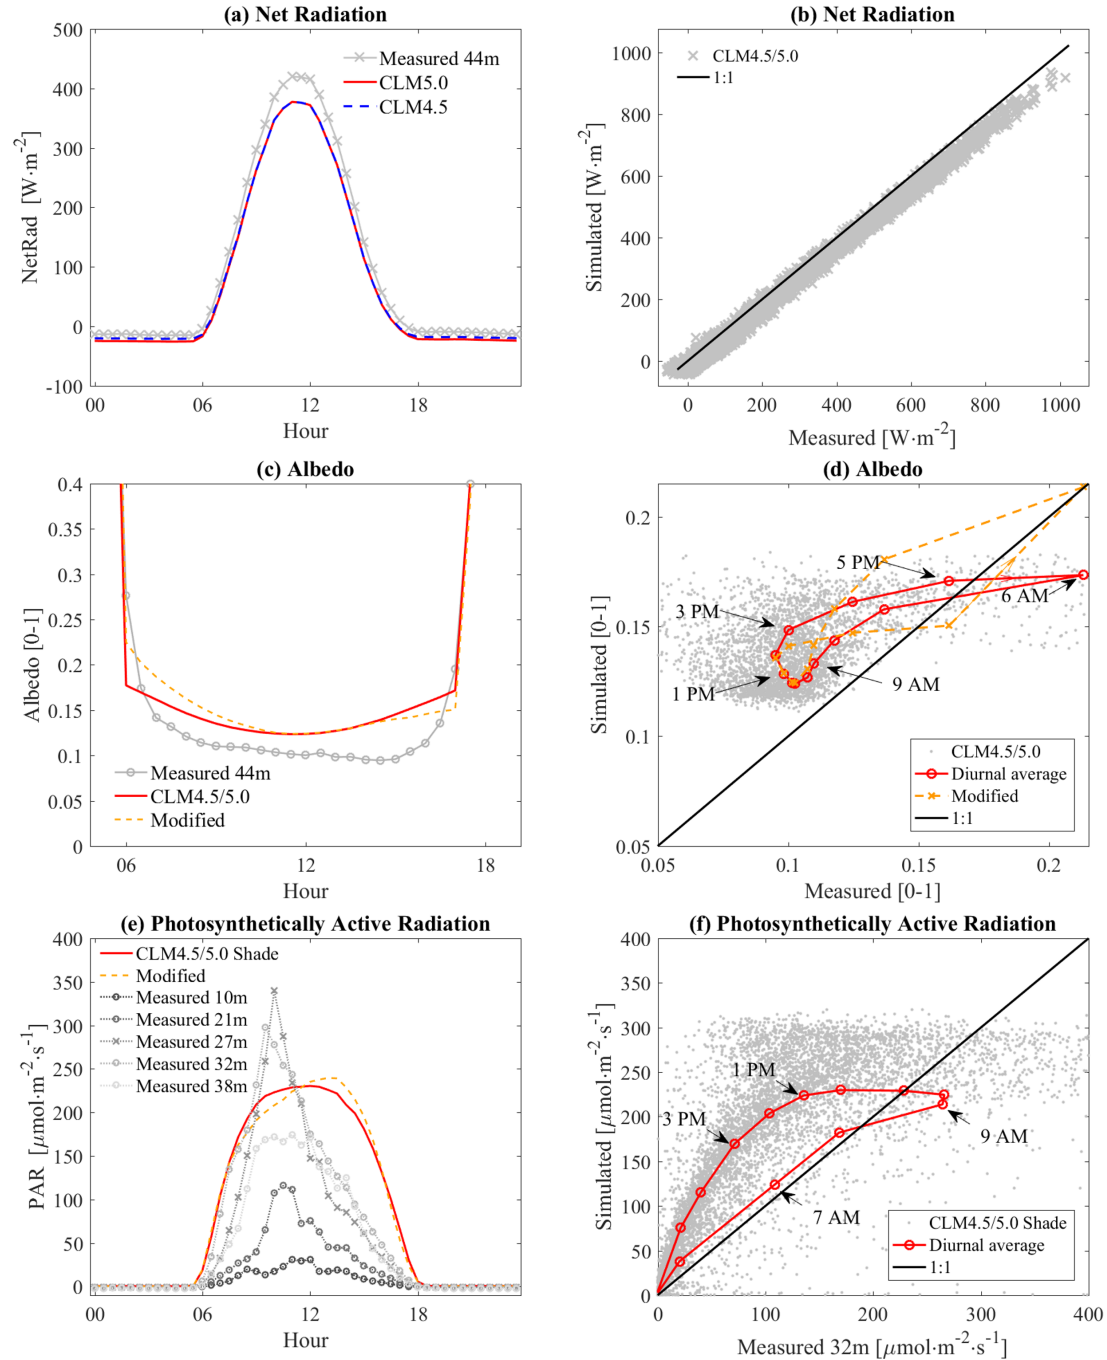 (a) Net Radiation
500
400
300
200
100
0
-100
NetRad [W·m-2]
Measured 44m
CLM5.0
CLM4.5
00 06 12 18
Hour
(b) Net Radiation
1000
800
600
400
200
0
Simulated [W·m-2]
CLM4.5/5.0
1:1
0 200 400 600 800 1000
Measured [W·m-2]
(c) Albedo
0.4
0.35
0.3
0.25
0.2
0.15
0.1
0.05
0
Albedo [0-1]
Measured 44m
CLM4.5/5.0
Modified
06 12 18
Hour
(d) Albedo
0.2
0.15
0.1
0.05
Simulated [0-1]
5 PM
6 AM
3 PM
1 PM
9 AM
CLM4.5/5.0
Diurnal average
Modified
1:1
0.05 0.1 0.15 0.2
Measured [0-1]
(e) Photosynthetically Active Radiation
400
350
300
250
200
150
100
50
0
PAR [μmol·m-2·s-1]
CLM4.5/5.0 Shade
Modified
Measured 10m
Measured 21m
Measured 27m
Measured 32m
Measured 38m
00 06 12 18
Hour
(f) Photosynthetically Active Radiation
400
350
300
250
200
150
100
50
0
Simulated [μmol·m-2·s-1]
1 PM
3 PM
9 AM
7 AM
CLM4.5/5.0 Shade
Diurnal average
1:1
0 100 200 300 400
Measured 32m [μmol·m-2·s-1]